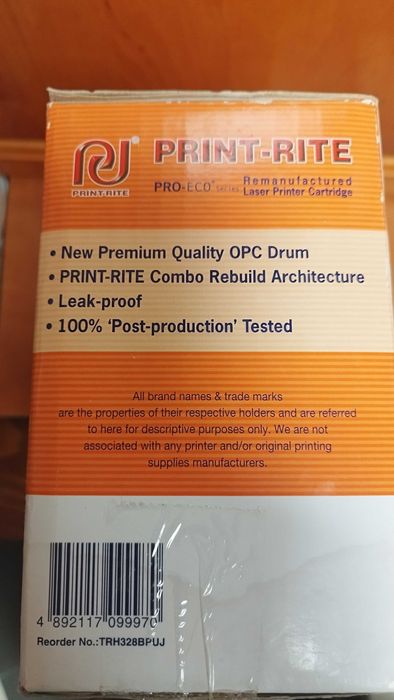 PRINT-RITE
PRINT-RITE
PRO-ECO® series Remanufactured
Laser Printer Cartridge
• New Premium Quality OPC Drum
• PRINT-RITE Combo Rebuild Architecture
• Leak-proof
• 100% ‘Post-production’ Tested
All brand names & trade marks
are the properties of their respective holders and are referred
to here for descriptive purposes only. We are not
associated with any printer and/or original printing
supplies manufacturers.
4 892117 099970
Reorder No.:TRH328BPUJ